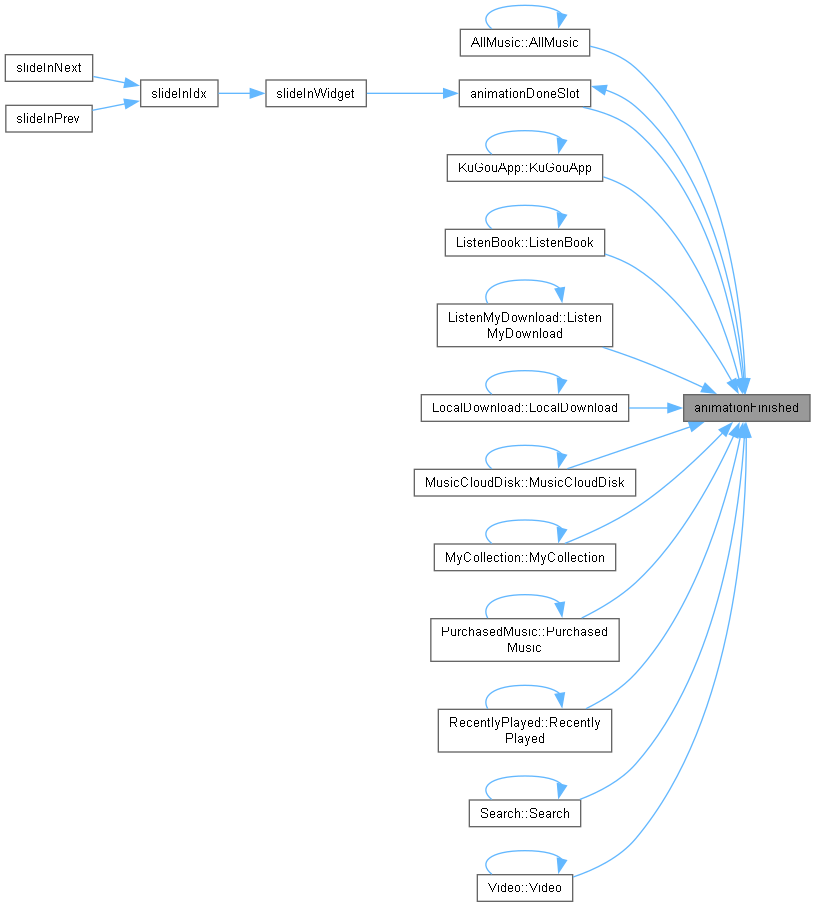 AllMusic::AllMusic
slideInNext
slideInIdx
slideInWidget
animationDoneSlot
slideInPrev
KuGouApp::KuGouApp
ListenBook::ListenBook
ListenMyDownload::Listen
MyDownload
LocalDownload::LocalDownload
animationFinished
MusicCloudDisk::MusicCloudDisk
MyCollection::MyCollection
PurchasedMusic::Purchased
Music
RecentlyPlayed::Recently
Played
Search::Search
Video::Video